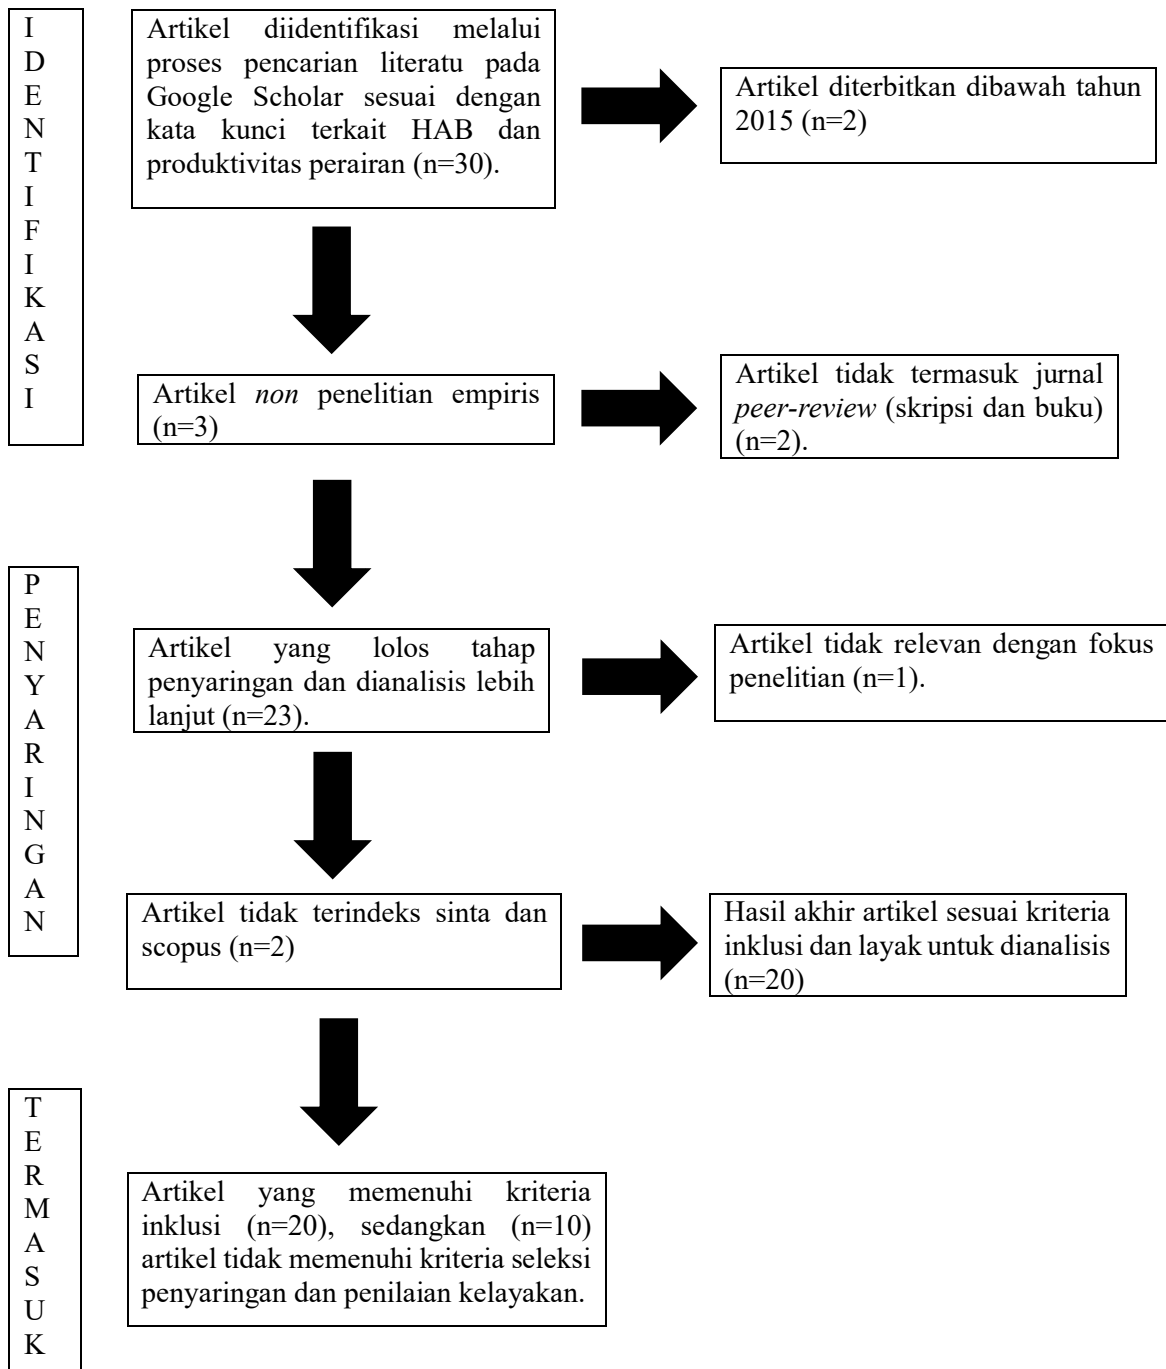 I
D
E
N
T
I
F
I
K
A
S
I
Artikel diidentifikasi melalui
proses pencarian literatu pada
Google Scholar sesuai dengan
kata kunci terkait HAB dan
produktivitas perairan (n=30).
Artikel diterbitkan dibawah tahun
2015 (n=2)
Artikel non penelitian empiris
(n=3)
Artikel tidak termasuk jurnal
peer-review (skripsi dan buku)
(n=2).
P
E
N
Y
A
R
I
N
G
A
N
Artikel yang lolos tahap
penyaringan dan dianalisis lebih
lanjut (n=23).
Artikel tidak relevan dengan fokus
penelitian (n=1).
Artikel tidak terindeks sinta dan
scopus (n=2)
Hasil akhir artikel sesuai kriteria
inklusi dan layak untuk dianalisis
(n=20)
T
E
R
M
A
S
U
K
Artikel yang memenuhi kriteria
inklusi (n=20), sedangkan (n=10)
artikel tidak memenuhi kriteria seleksi
penyaringan dan penilaian kelayakan.